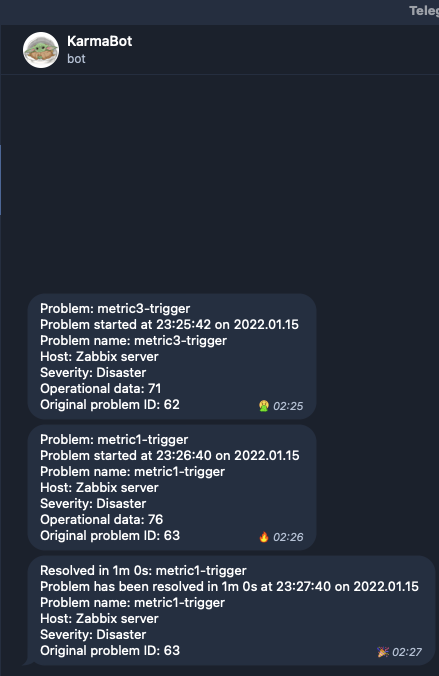 Teleg
KarmaBot
bot
Problem: metric3-trigger
Problem started at 23:25:42 on 2022.01.15
Problem name: metric3-trigger
Host: Zabbix server
Severity: Disaster
Operational data: 71
Original problem ID: 62
🤮 02:25
Problem: metric1-trigger
Problem started at 23:26:40 on 2022.01.15
Problem name: metric1-trigger
Host: Zabbix server
Severity: Disaster
Operational data: 76
Original problem ID: 63
🔥 02:26
Resolved in 1m 0s: metric1-trigger
Problem has been resolved in 1m 0s at 23:27:40 on 2022.01.15
Problem name: metric1-trigger
Host: Zabbix server
Severity: Disaster
Original problem ID: 63
🎉 02:27